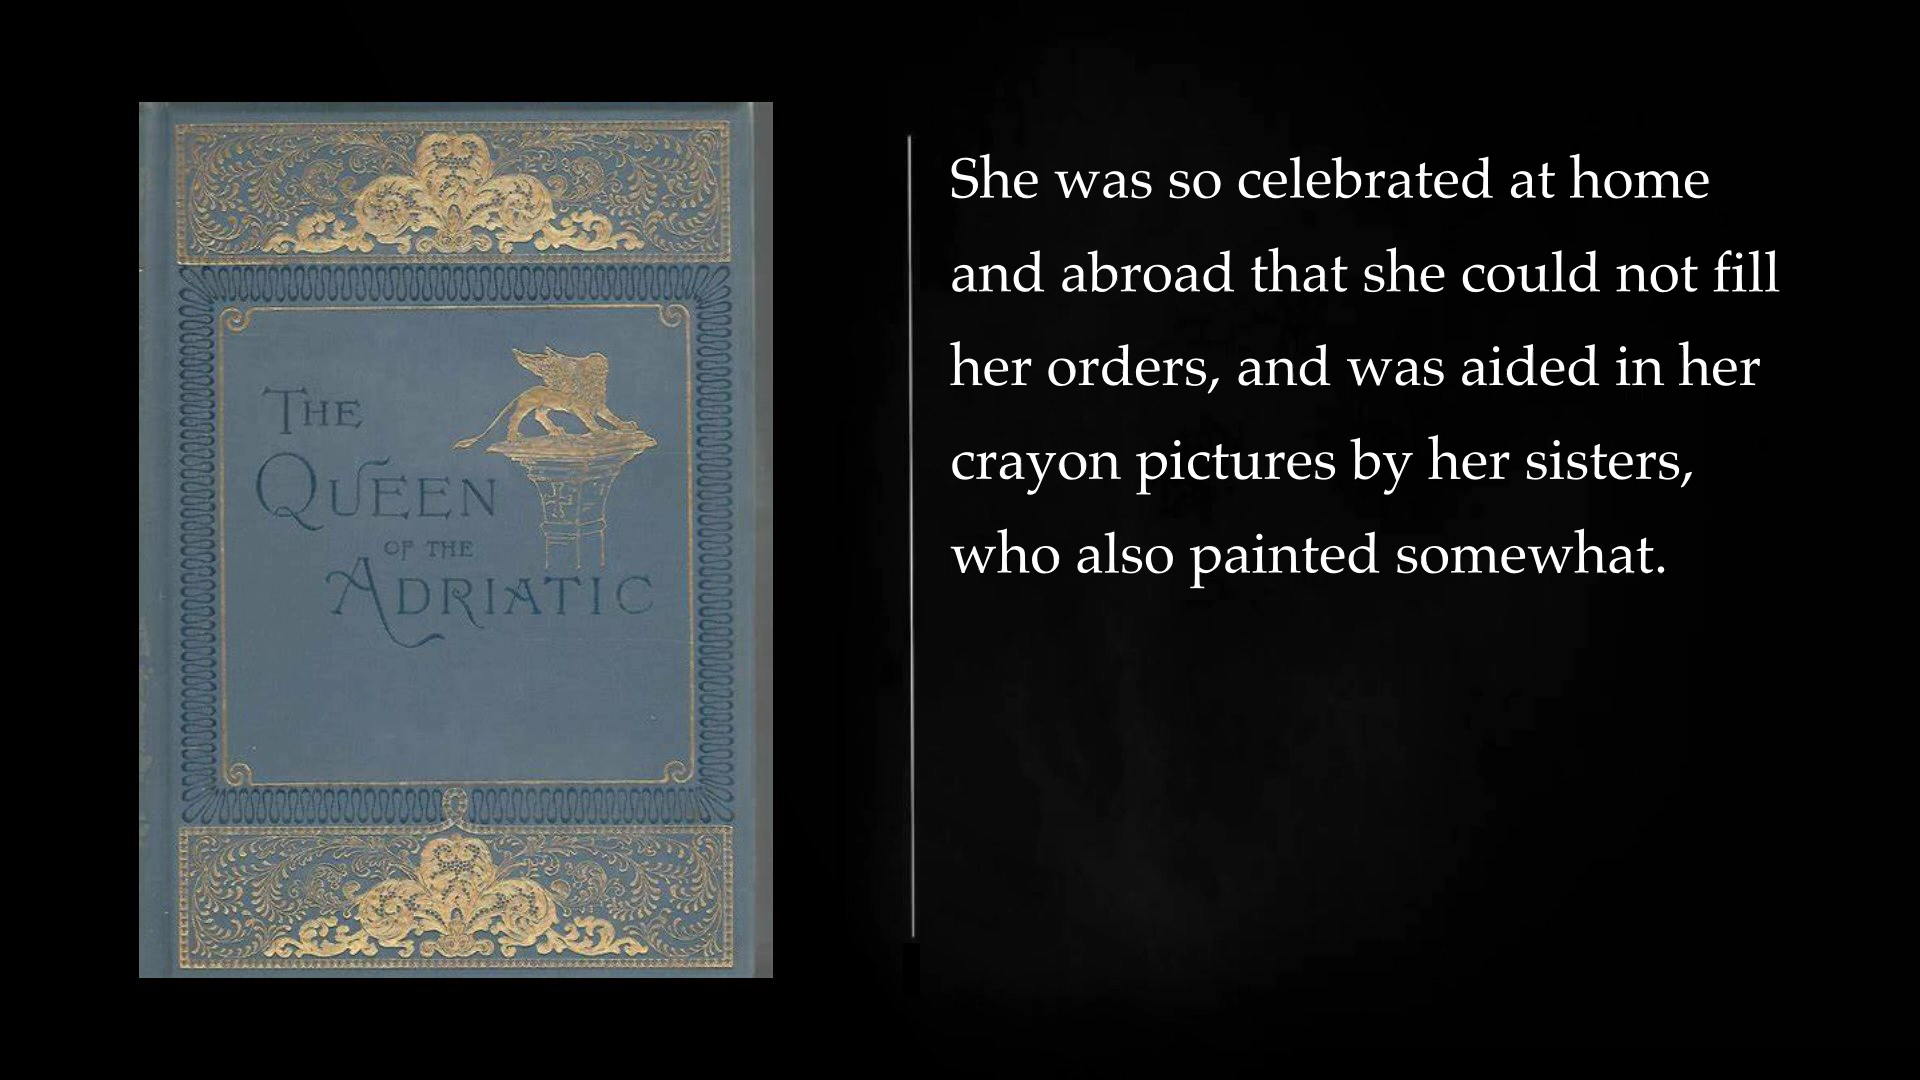 The
Queen
of the
Adriatic
She was so celebrated at home
and abroad that she could not fill
her orders, and was aided in her
crayon pictures by her sisters,
who also painted somewhat.